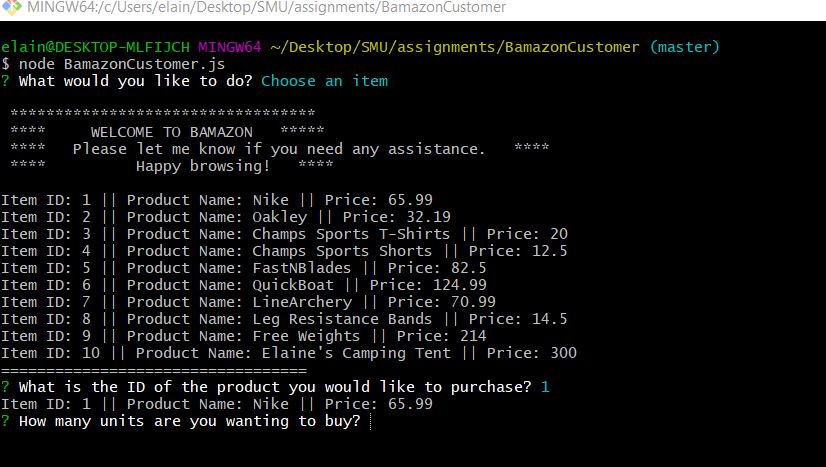 MINGW64:/c/Users/elain/Desktop/SMU/assignments/BamazonCustomer
elain@DESKTOP-MLFIJCH MINGW64 ~/Desktop/SMU/assignments/BamazonCustomer (master)
$ node BamazonCustomer.js
? What would you like to do? Choose an item
**********************************
****     WELCOME TO BAMAZON   *****
****   Please let me know if you need any assistance.   ****
****          Happy browsing!   ****
Item ID: 1 || Product Name: Nike || Price: 65.99
Item ID: 2 || Product Name: Oakley || Price: 32.19
Item ID: 3 || Product Name: Champs Sports T-Shirts || Price: 20
Item ID: 4 || Product Name: Champs Sports Shorts || Price: 12.5
Item ID: 5 || Product Name: FastNBlades || Price: 82.5
Item ID: 6 || Product Name: QuickBoat || Price: 124.99
Item ID: 7 || Product Name: LineArchery || Price: 70.99
Item ID: 8 || Product Name: Leg Resistance Bands || Price: 14.5
Item ID: 9 || Product Name: Free Weights || Price: 214
Item ID: 10 || Product Name: Elaine's Camping Tent || Price: 300
==================================
? What is the ID of the product you would like to purchase? 1
Item ID: 1 || Product Name: Nike || Price: 65.99
? How many units are you wanting to buy?